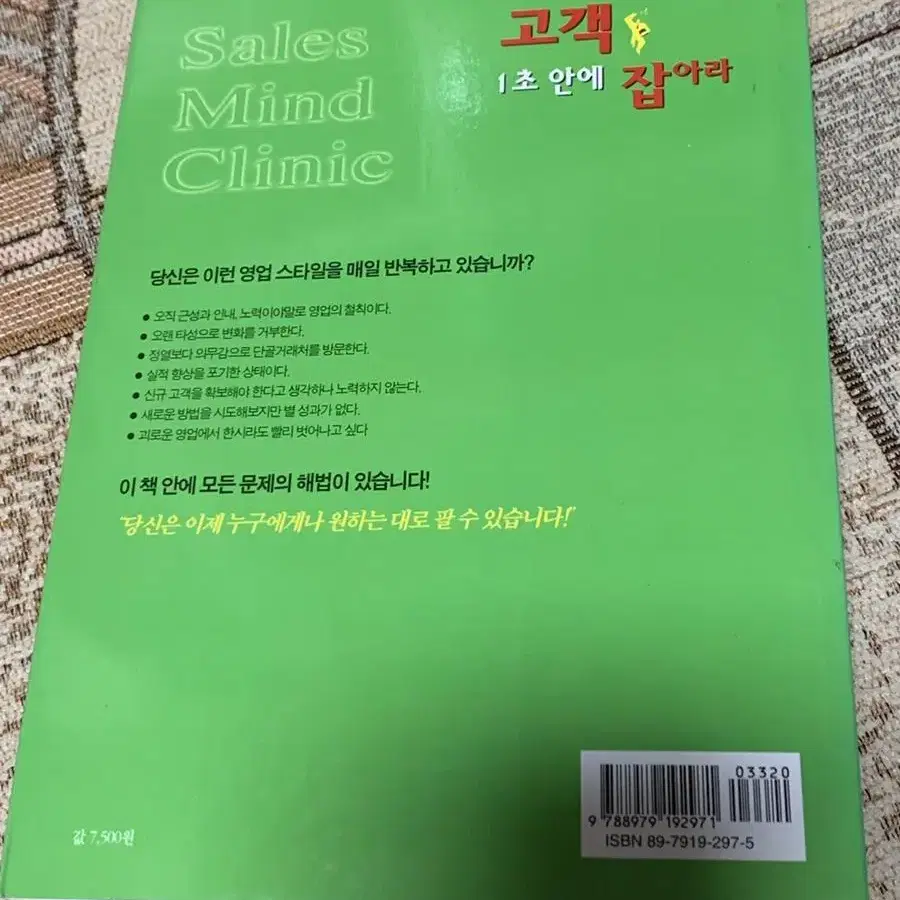 Sales
Mind
Clinic
고객
1초 안에 잡아라
당신은 이런 영업 스타일을 매일 반복하고 있습니까?
● 오직 근성과 인내, 노력이야말로 영업의 철칙이다.
● 오랜 타성으로 변화를 거부한다.
● 정열보다 의무감으로 단골거래처를 방문한다.
● 실적 향상을 포기한 상태이다.
● 신규 고객을 확보해야 한다고 생각하나 노력하지 않는다.
● 새로운 방법을 시도해보지만 별 성과가 없다.
● 괴로운 영업에서 한시라도 빨리 벗어나고 싶다
이 책 안에 모든 문제의 해법이 있습니다!
"당신은 이제 누구에게나 원하는 대로 팔 수 있습니다!"
03320
9 788979 192971
ISBN 89-7919-297-5
값 7,500원